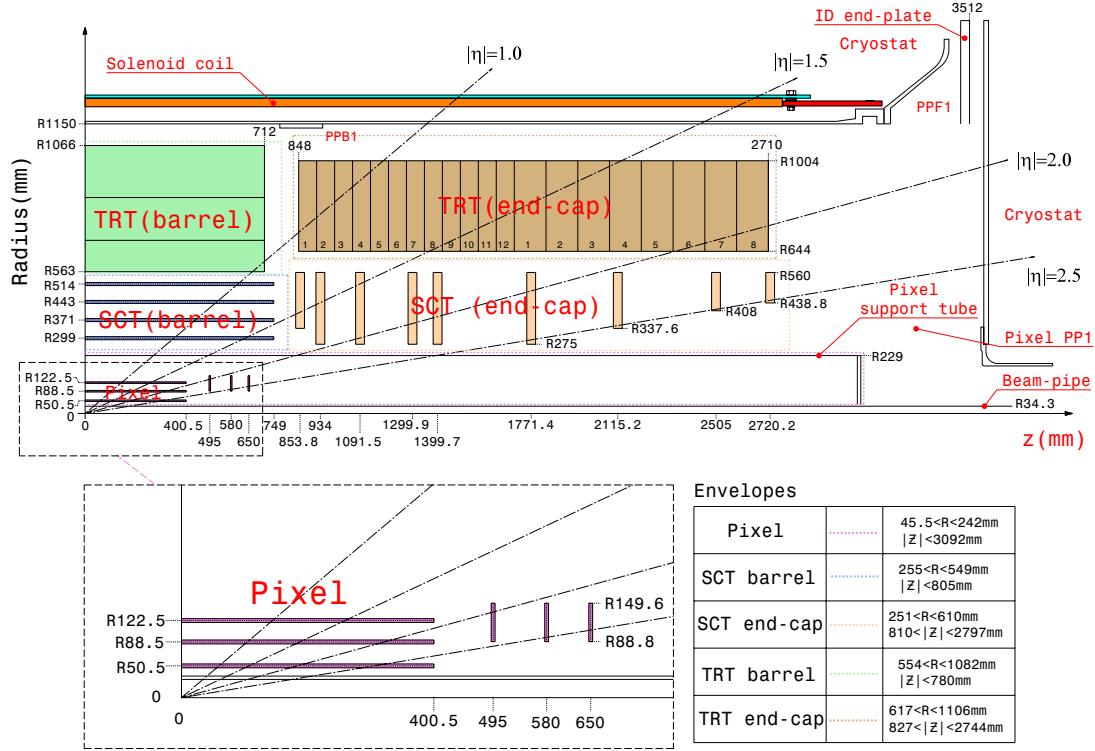 3512
ID end-plate
Cryostat
|η|=1.0
|η|=1.5
Solenoid coil
PPF1
R1150
PPB1
712
R1066
848
2710
R1004
|η|=2.0
TRT(barrel)
TRT(end-cap)
Cryostat
Radius(mm)
1 2 3 4 5 6 7 8 9 10 11 12 1 2 3 4 5 6 7 8
R644
R563
R560
|η|=2.5
R514
R443
R438.8
SCT(barrel)
SCT (end-cap)
R408
Pixel
support tube
R371
R337.6
R299
R275
Pixel PP1
R229
R122.5
R88.5
Pixel
R50.5
Beam-pipe
R34.3
0
0
400.5
495
580
650
749
853.8
934
1091.5
1299.9
1399.7
1771.4
2115.2
2505
2720.2
z(mm)
Pixel
R122.5
R88.5
R50.5
0
R149.6
R88.8
0
400.5
495
580
650
Envelopes
Pixel
45.5<R<242mm
|Z|<3092mm
SCT barrel
255<R<549mm
|Z|<805mm
SCT end-cap
251<R<610mm
810<|Z|<2797mm
TRT barrel
554<R<1082mm
|Z|<780mm
TRT end-cap
617<R<1106mm
827<|Z|<2744mm